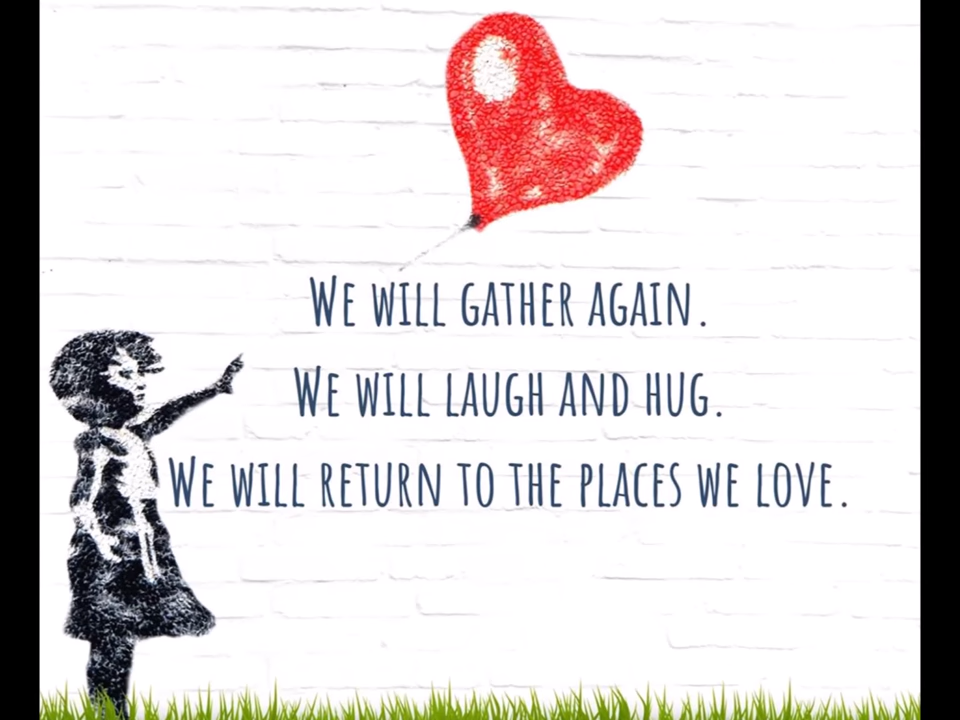 We will gather again.
We will laugh and hug.
We will return to the places we love.